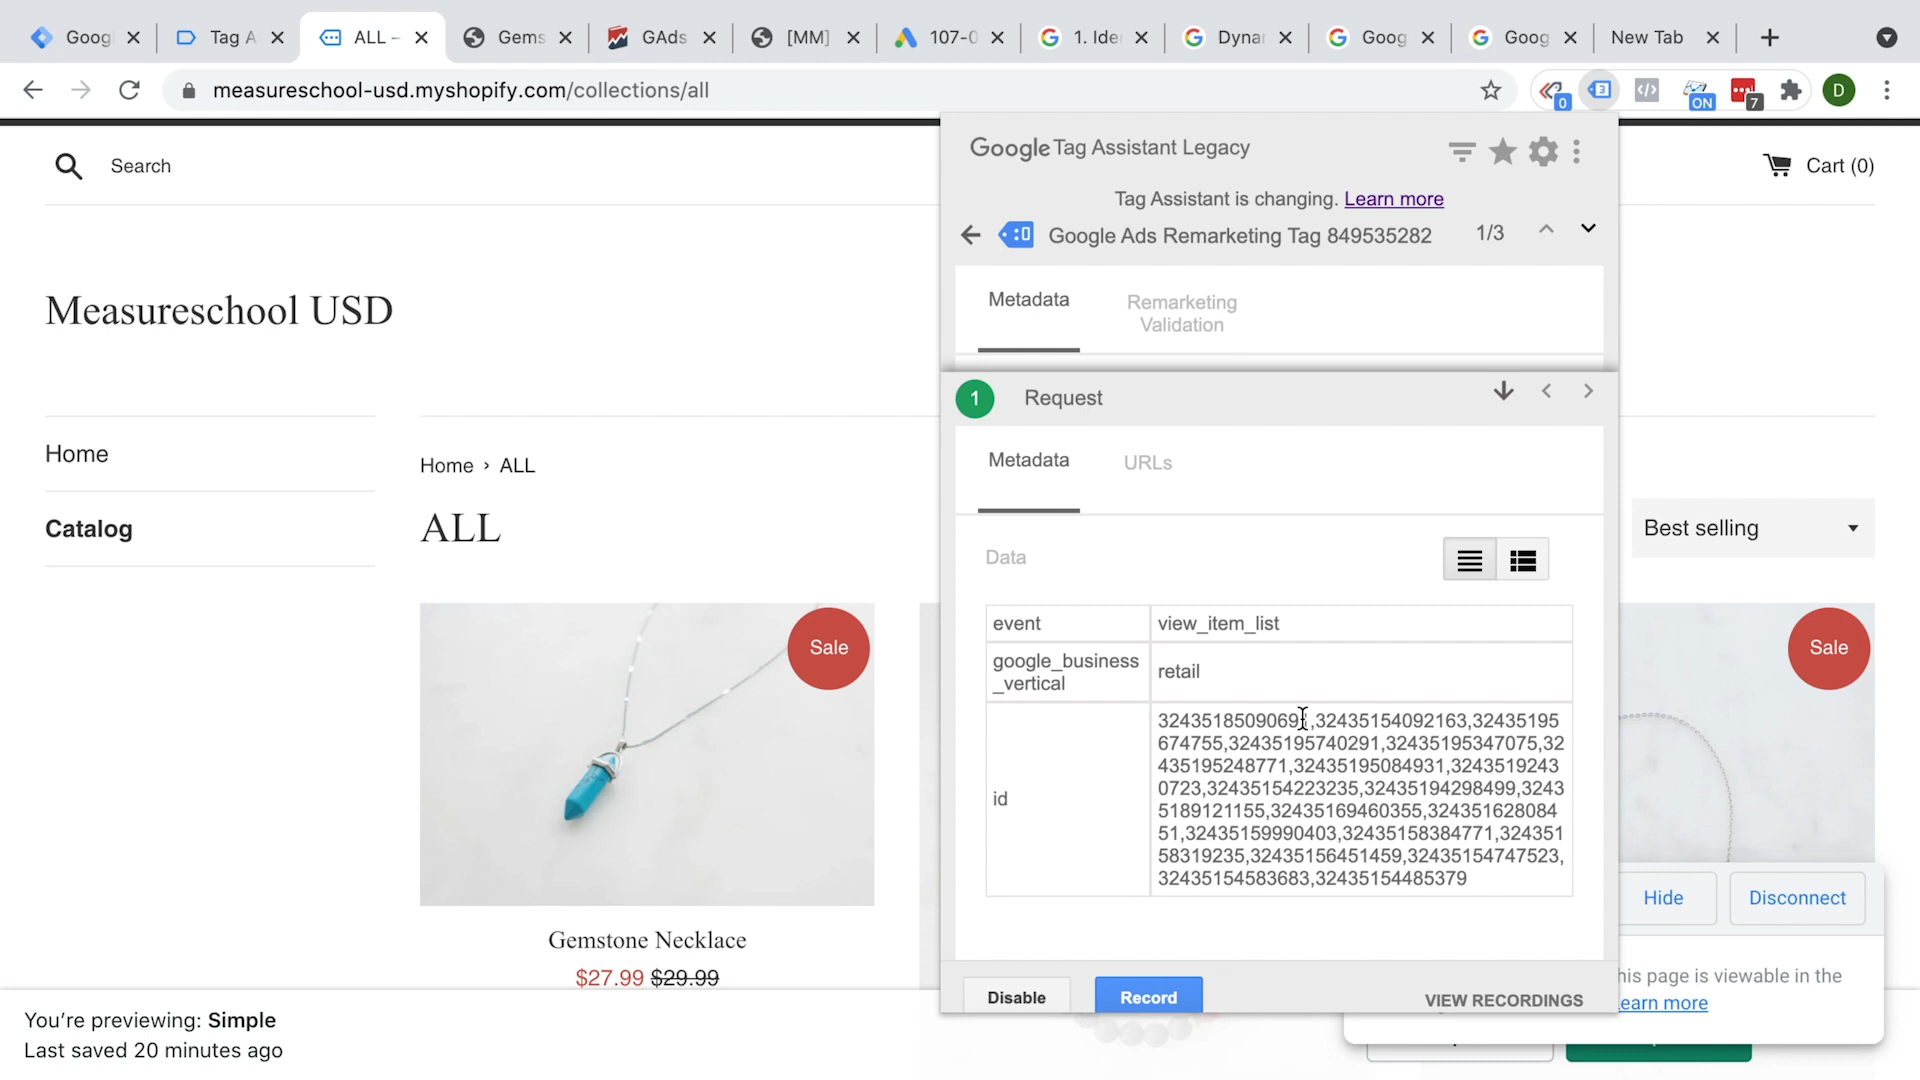 Googl
Tag A
ALL –
Gems
GAds
[MM]
107-0
1. Ide
Dynar
Goog
Goog
New Tab
measureschool-usd.myshopify.com/collections/all
0
3
ON
7
D
Search
Cart (0)
Measureschool USD
Home
Catalog
Home › ALL
ALL
Best selling
Sale
Sale
Gemstone Necklace
$27.99 $29.99
Google Tag Assistant Legacy
Tag Assistant is changing. Learn more
Google Ads Remarketing Tag 849535282
1/3
Metadata
Remarketing
Validation
1
Request
Metadata
URLs
Data
event
view_item_list
google_business
_vertical
retail
id
,32435154092163,32435195
674755,32435195740291,32435195347075,32
435195248771,32435195084931,3243519243
0723,32435154223235,32435194298499,3243
5189121155,32435169460355,324351628084
51,32435159990403,32435158384771,324351
58319235,32435156451459,32435154747523,
32435154583683,32435154485379
Disable
Record
VIEW RECORDINGS
Hide
Disconnect
his page is viewable in the
earn more
You're previewing: Simple
Last saved 20 minutes ago